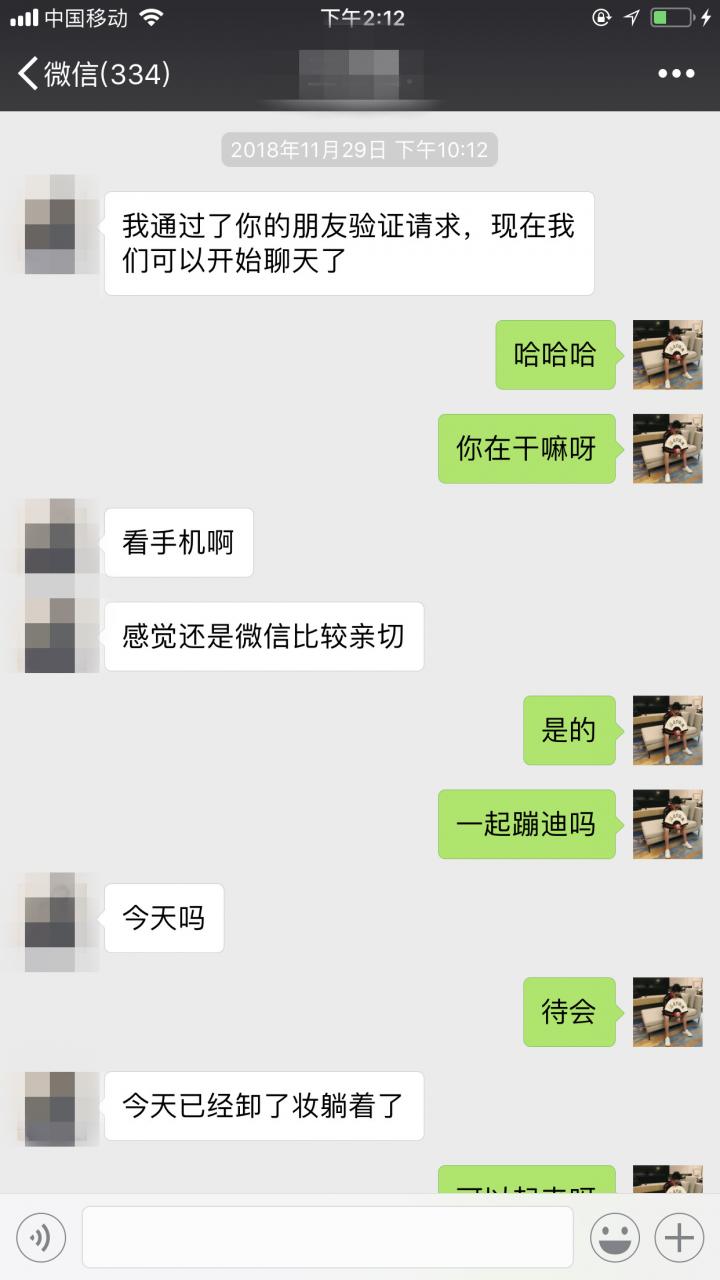 中国移动
下午2:12
微信(334)
2018年11月29日 下午10:12
我通过了你的朋友验证请求，现在我
们可以开始聊天了
哈哈哈
你在干嘛呀
看手机啊
感觉还是微信比较亲切
是的
一起蹦迪吗
今天吗
待会
今天已经卸了妆躺着了